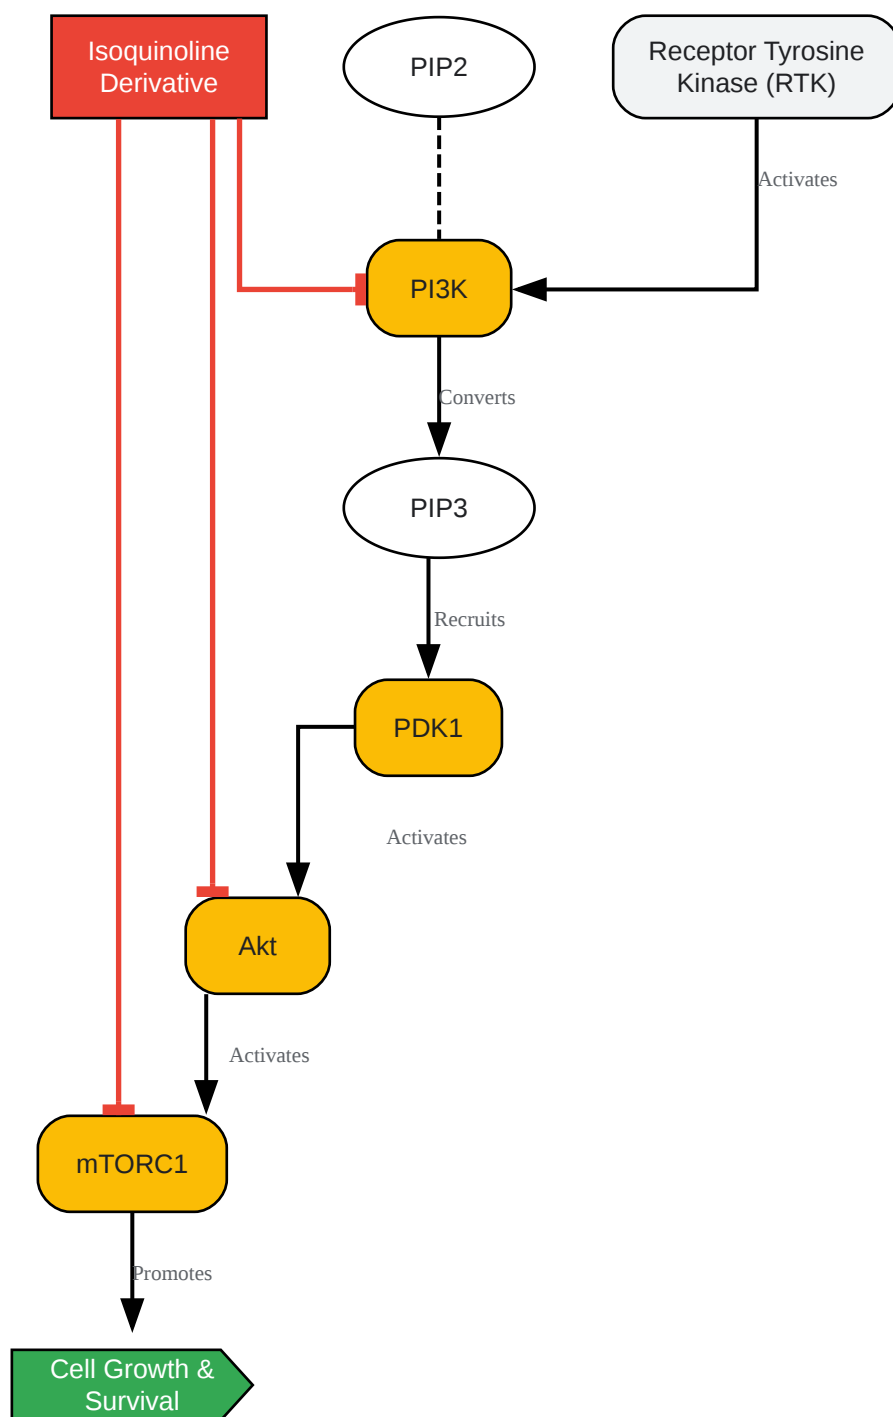 Isoquinoline
Derivative
PIP2
Receptor Tyrosine
Kinase (RTK)
Activates
PI3K
Converts
PIP3
Recruits
PDK1
Activates
Akt
Activates
mTORC1
Promotes
Cell Growth &
Survival